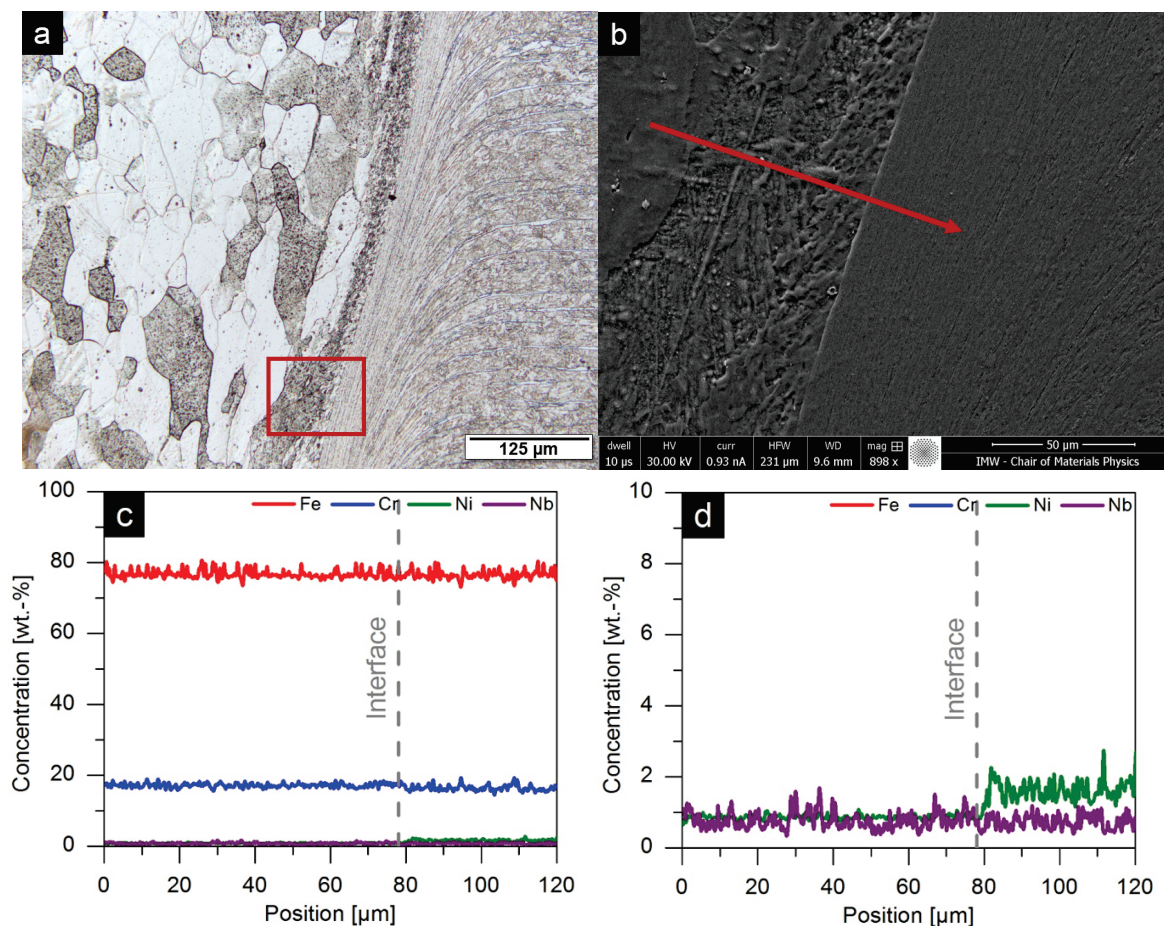 a
125 µm
b
dwell HV curr HFW WD mag
10 µs 30.00 kV 0.93 nA 231 µm 9.6 mm 898 x
50 µm
IMW - Chair of Materials Physics
c
Fe Cr Ni Nb
100
80
60
40
20
0
Concentration [wt.-%]
Interface
0 20 40 60 80 100 120
Position [µm]
d
Fe Cr Ni Nb
10
8
6
4
2
0
Concentration [wt.-%]
Interface
0 20 40 60 80 100 120
Position [µm]